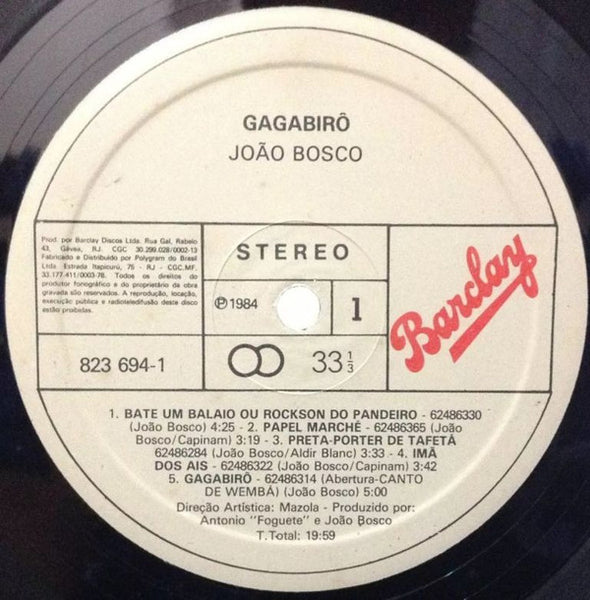 GAGABIRÔ
JOÃO BOSCO
Prod. por Barclay Discos Ltda. Rua Gal. Rabelo
43, Gávea, RJ. CGC 30.299.028/0002-13
Fabricado e Distribuído por Polygram do Brasil
Ltda Estrada Itapicurú, 75 - RJ - CGC.MF.
33.177.411/0003-78. Todos os direitos do
produtor fonográfico e do proprietário da obra
gravada são reservados. A reprodução, locação,
execução pública e radioteledifusão deste disco
estão proibidas.
STEREO
℗ 1984
1
Barclay
823 694-1
33 1/3
1. BATE UM BALAIO OU ROCKSON DO PANDEIRO - 62486330
(João Bosco) 4:25 - 2. PAPEL MARCHÊ - 62486365 (João
Bosco/Capinam) 3:19 - 3. PRETA-PORTER DE TAFETÁ
62486284 (João Bosco/Aldir Blanc) 3:33 - 4. IMÃ
DOS AIS - 62486322 (João Bosco/Capinam) 3:42
5. GAGABIRÔ - 62486314 (Abertura-CANTO
DE WEMBÁ) (João Bosco) 5:00
Direção Artística: Mazola - Produzido por:
Antonio "Foguete" e João Bosco
T.Total: 19:59